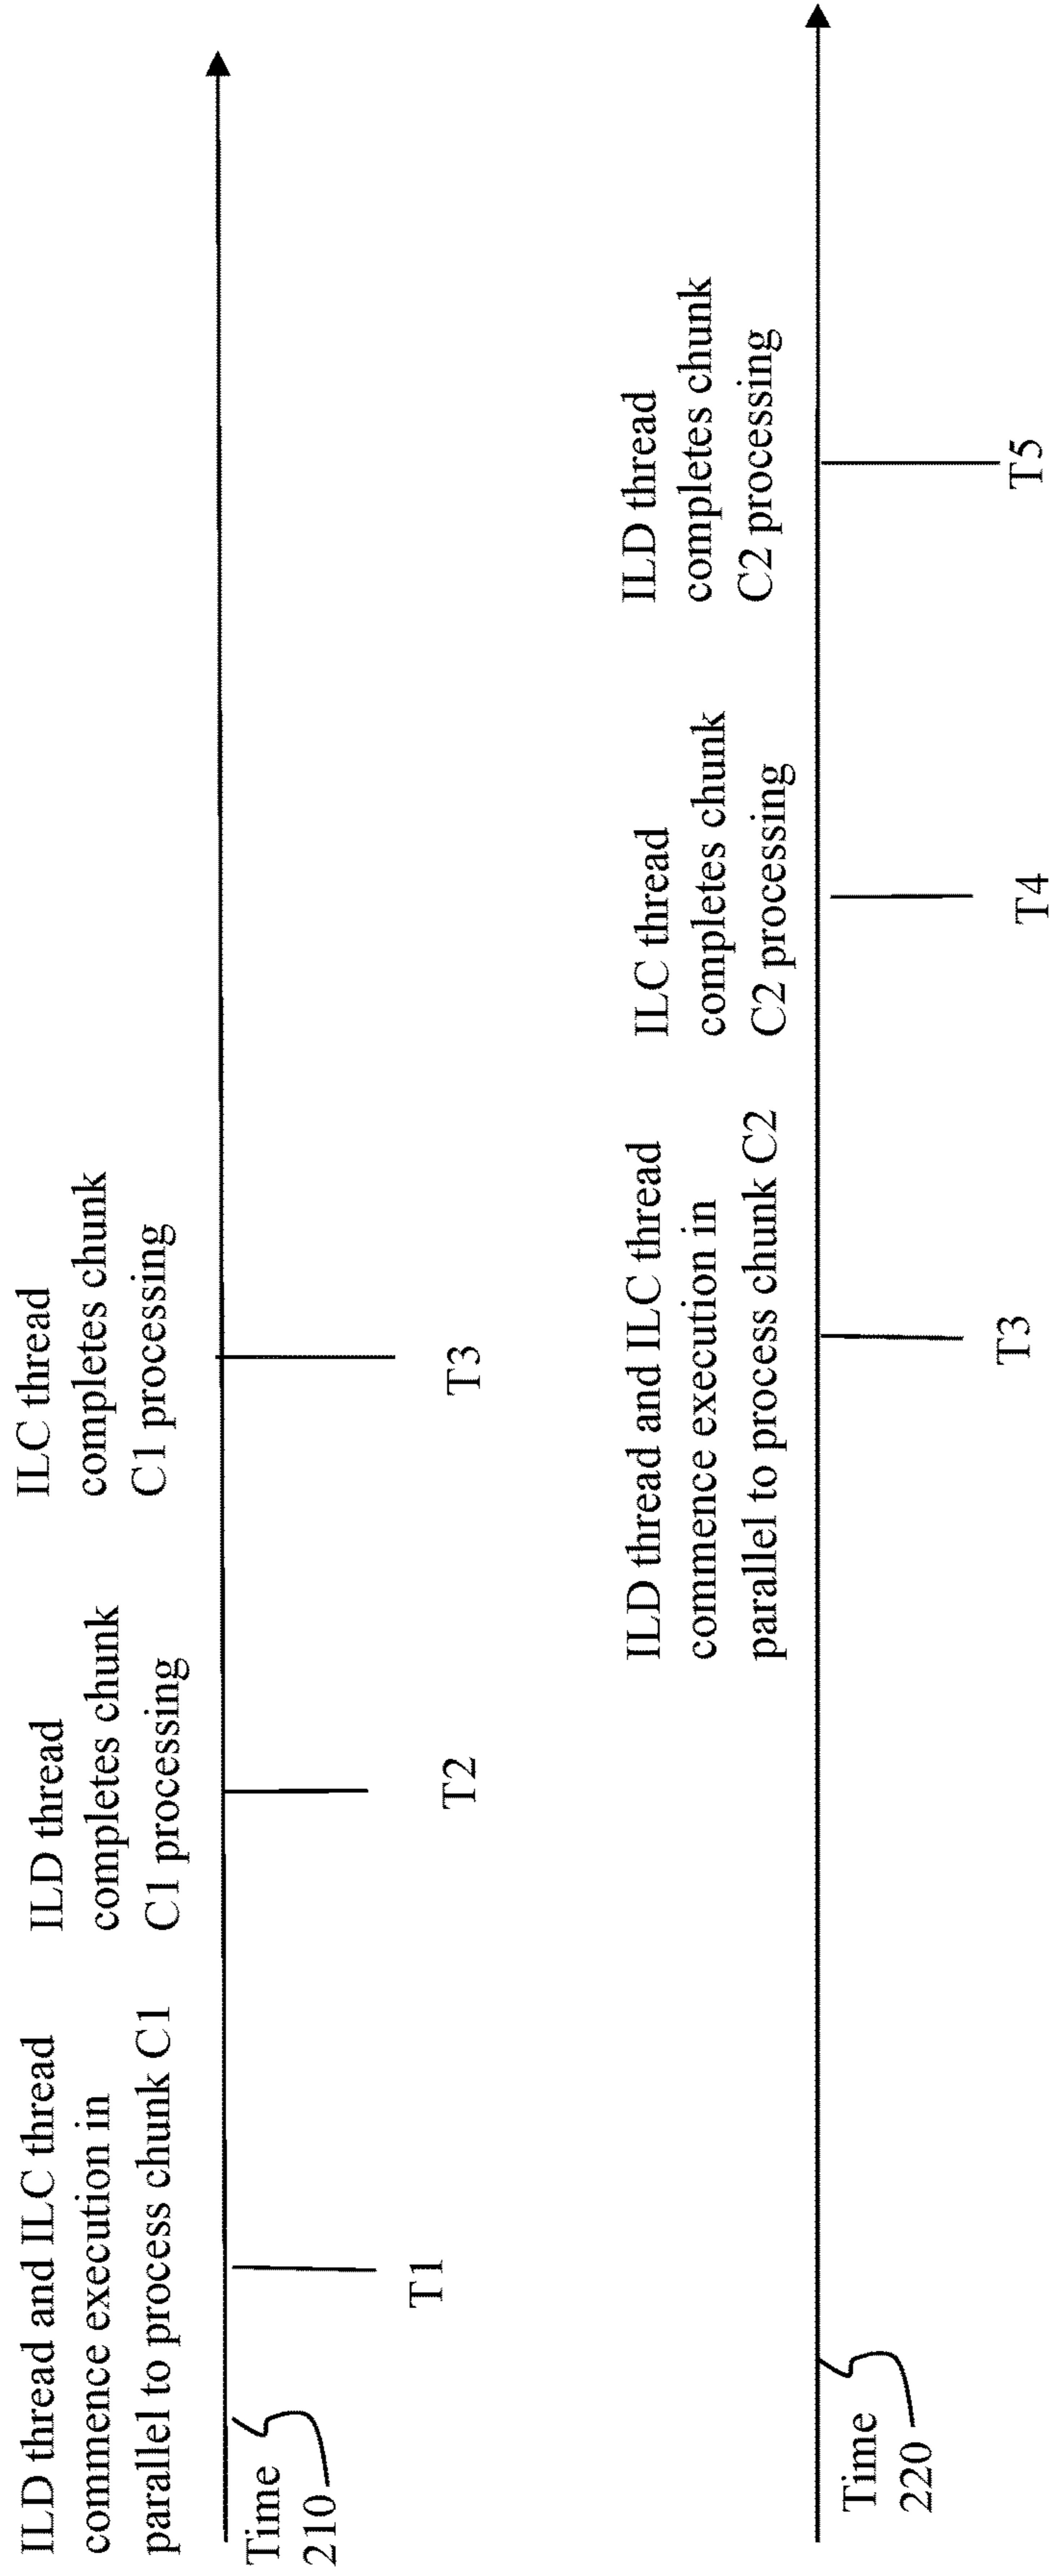 ILD thread and ILC thread
commence execution in
parallel to process chunk C1
ILD thread
completes chunk
C1 processing
ILC thread
completes chunk
C1 processing
Time
210
T1
T2
T3
ILD thread and ILC thread
commence execution in
parallel to process chunk C2
ILC thread
completes chunk
C2 processing
ILD thread
completes chunk
C2 processing
Time
220
T3
T4
T5